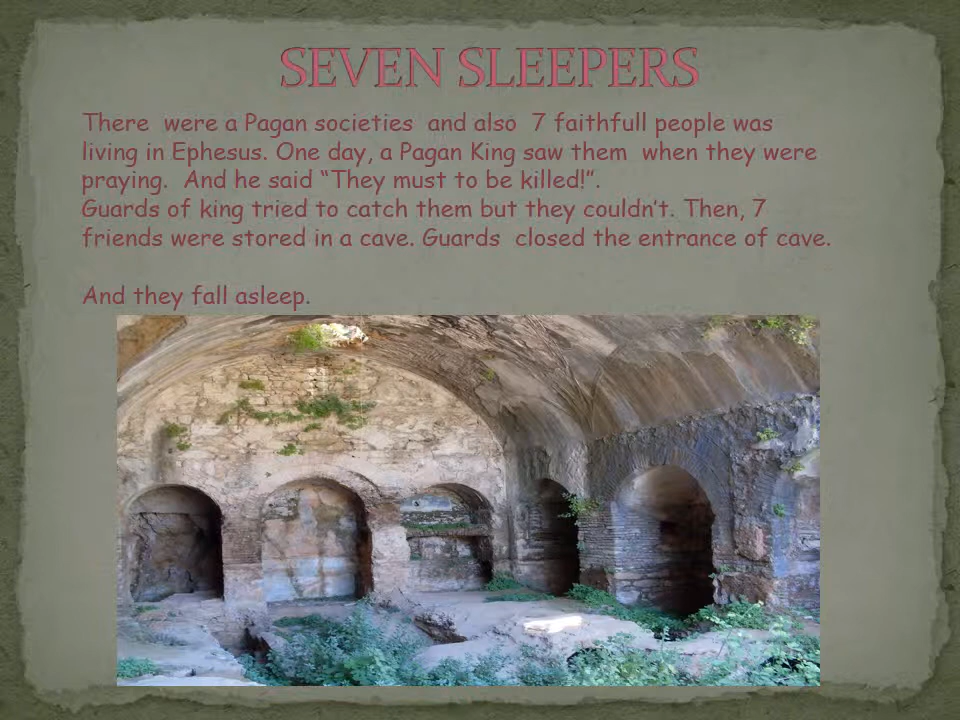 SEVEN SLEEPERS
There were a Pagan societies and also 7 faithfull people was
living in Ephesus. One day, a Pagan King saw them when they were
praying. And he said “They must to be killed!”.
Guards of king tried to catch them but they couldn’t. Then, 7
friends were stored in a cave. Guards closed the entrance of cave.
And they fall asleep.